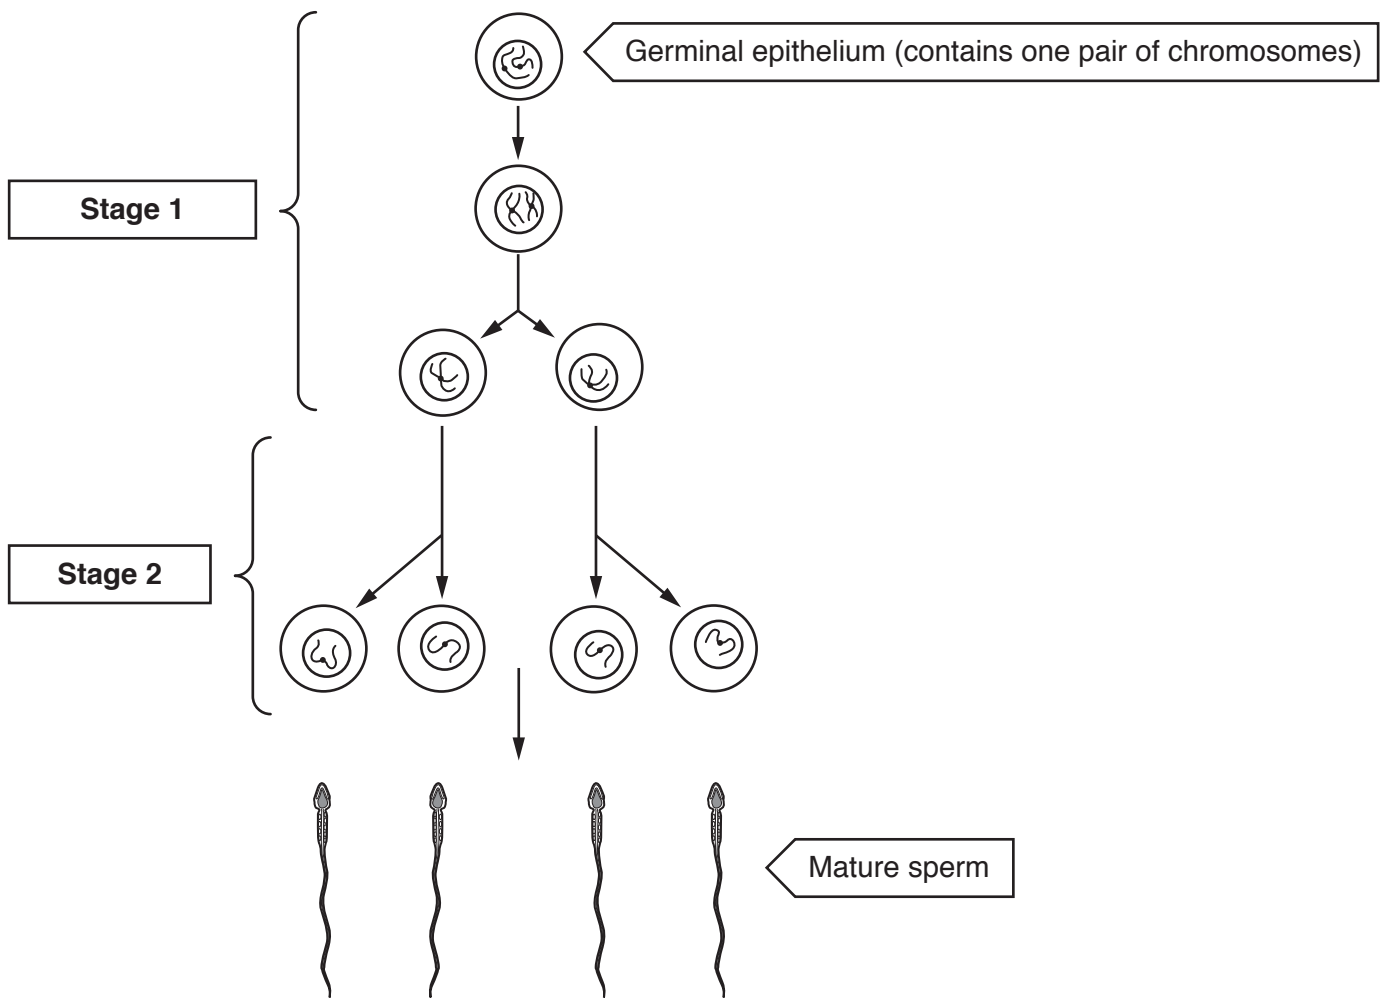 Germinal epithelium (contains one pair of chromosomes)
Stage 1
Stage 2
Mature sperm